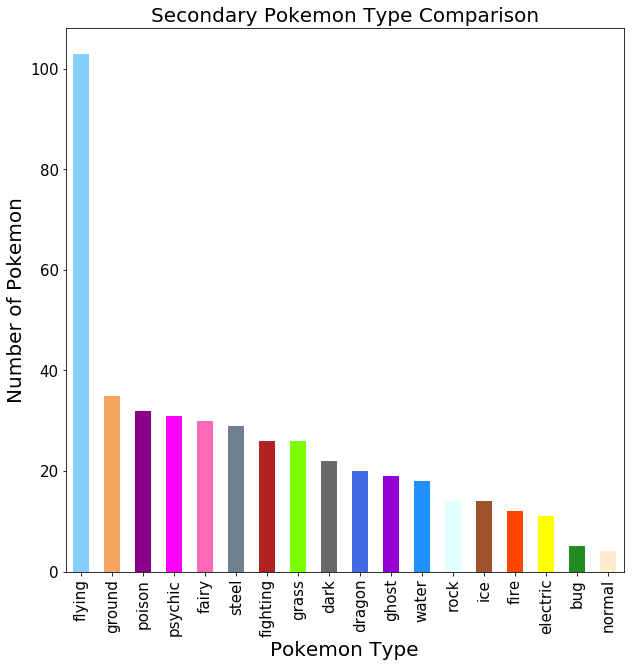 Secondary Pokemon Type Comparison
Number of Pokemon
100
80
60
40
20
0
flying
ground
poison
psychic
fairy
steel
fighting
grass
dark
dragon
ghost
water
rock
ice
fire
electric
bug
normal
Pokemon Type